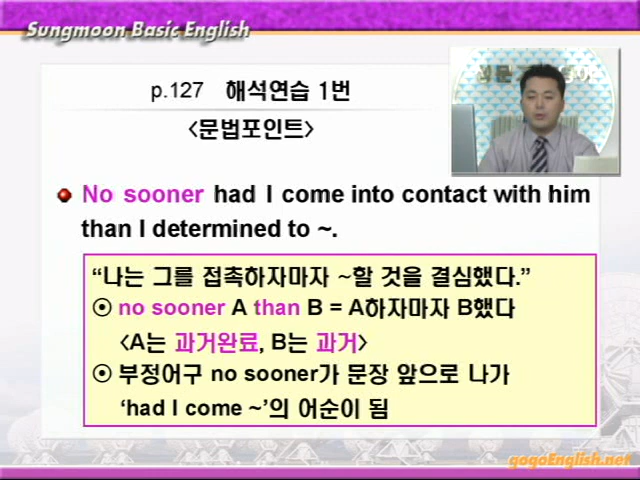 Sungmoon Basic English
p.127 해석연습 1번
<문법포인트>
No sooner had I come into contact with him
than I determined to ~.
“나는 그를 접촉하자마자 ~할 것을 결심했다.”
⊙ no sooner A than B = A하자마자 B했다
<A는 과거완료, B는 과거>
⊙ 부정어구 no sooner가 문장 앞으로 나가
‘had I come ~’의 어순이 됨
gogoEnglish.net